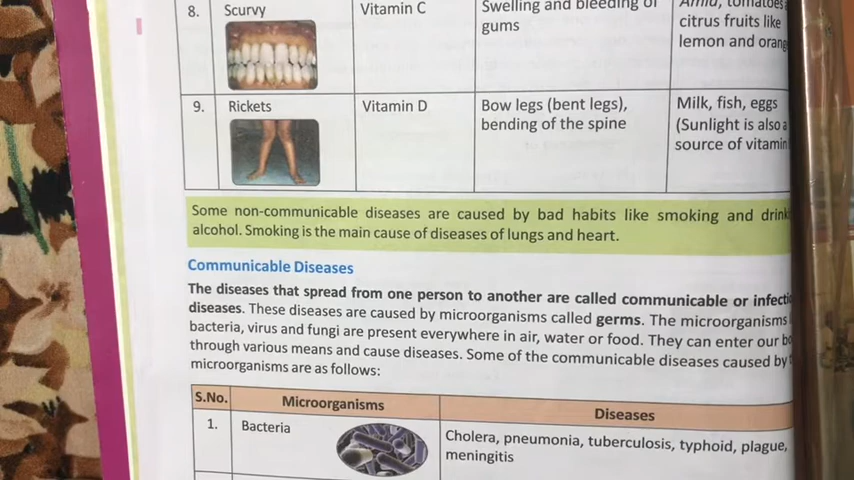 8. Scurvy Vitamin C Swelling and bleeding of Amla, tomatoes
gums citrus fruits like
lemon and orang
9. Rickets Vitamin D Bow legs (bent legs), Milk, fish, eggs
bending of the spine (Sunlight is also a
source of vitamin
Some non-communicable diseases are caused by bad habits like smoking and drink
alcohol. Smoking is the main cause of diseases of lungs and heart.
Communicable Diseases
The diseases that spread from one person to another are called communicable or infecti
diseases. These diseases are caused by microorganisms called germs. The microorganisms
bacteria, virus and fungi are present everywhere in air, water or food. They can enter our b
through various means and cause diseases. Some of the communicable diseases caused by
microorganisms are as follows:
S.No. Microorganisms Diseases
1. Bacteria Cholera, pneumonia, tuberculosis, typhoid, plague,
meningitis